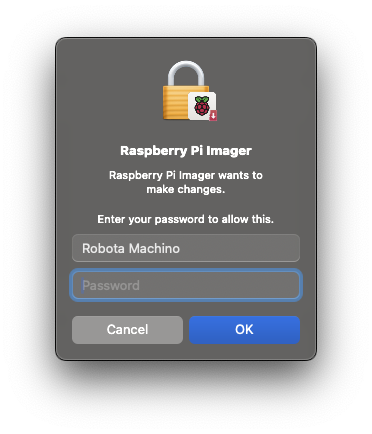 Raspberry Pi Imager
Raspberry Pi Imager wants to
make changes.
Enter your password to allow this.
Robota Machino
Password
Cancel
OK